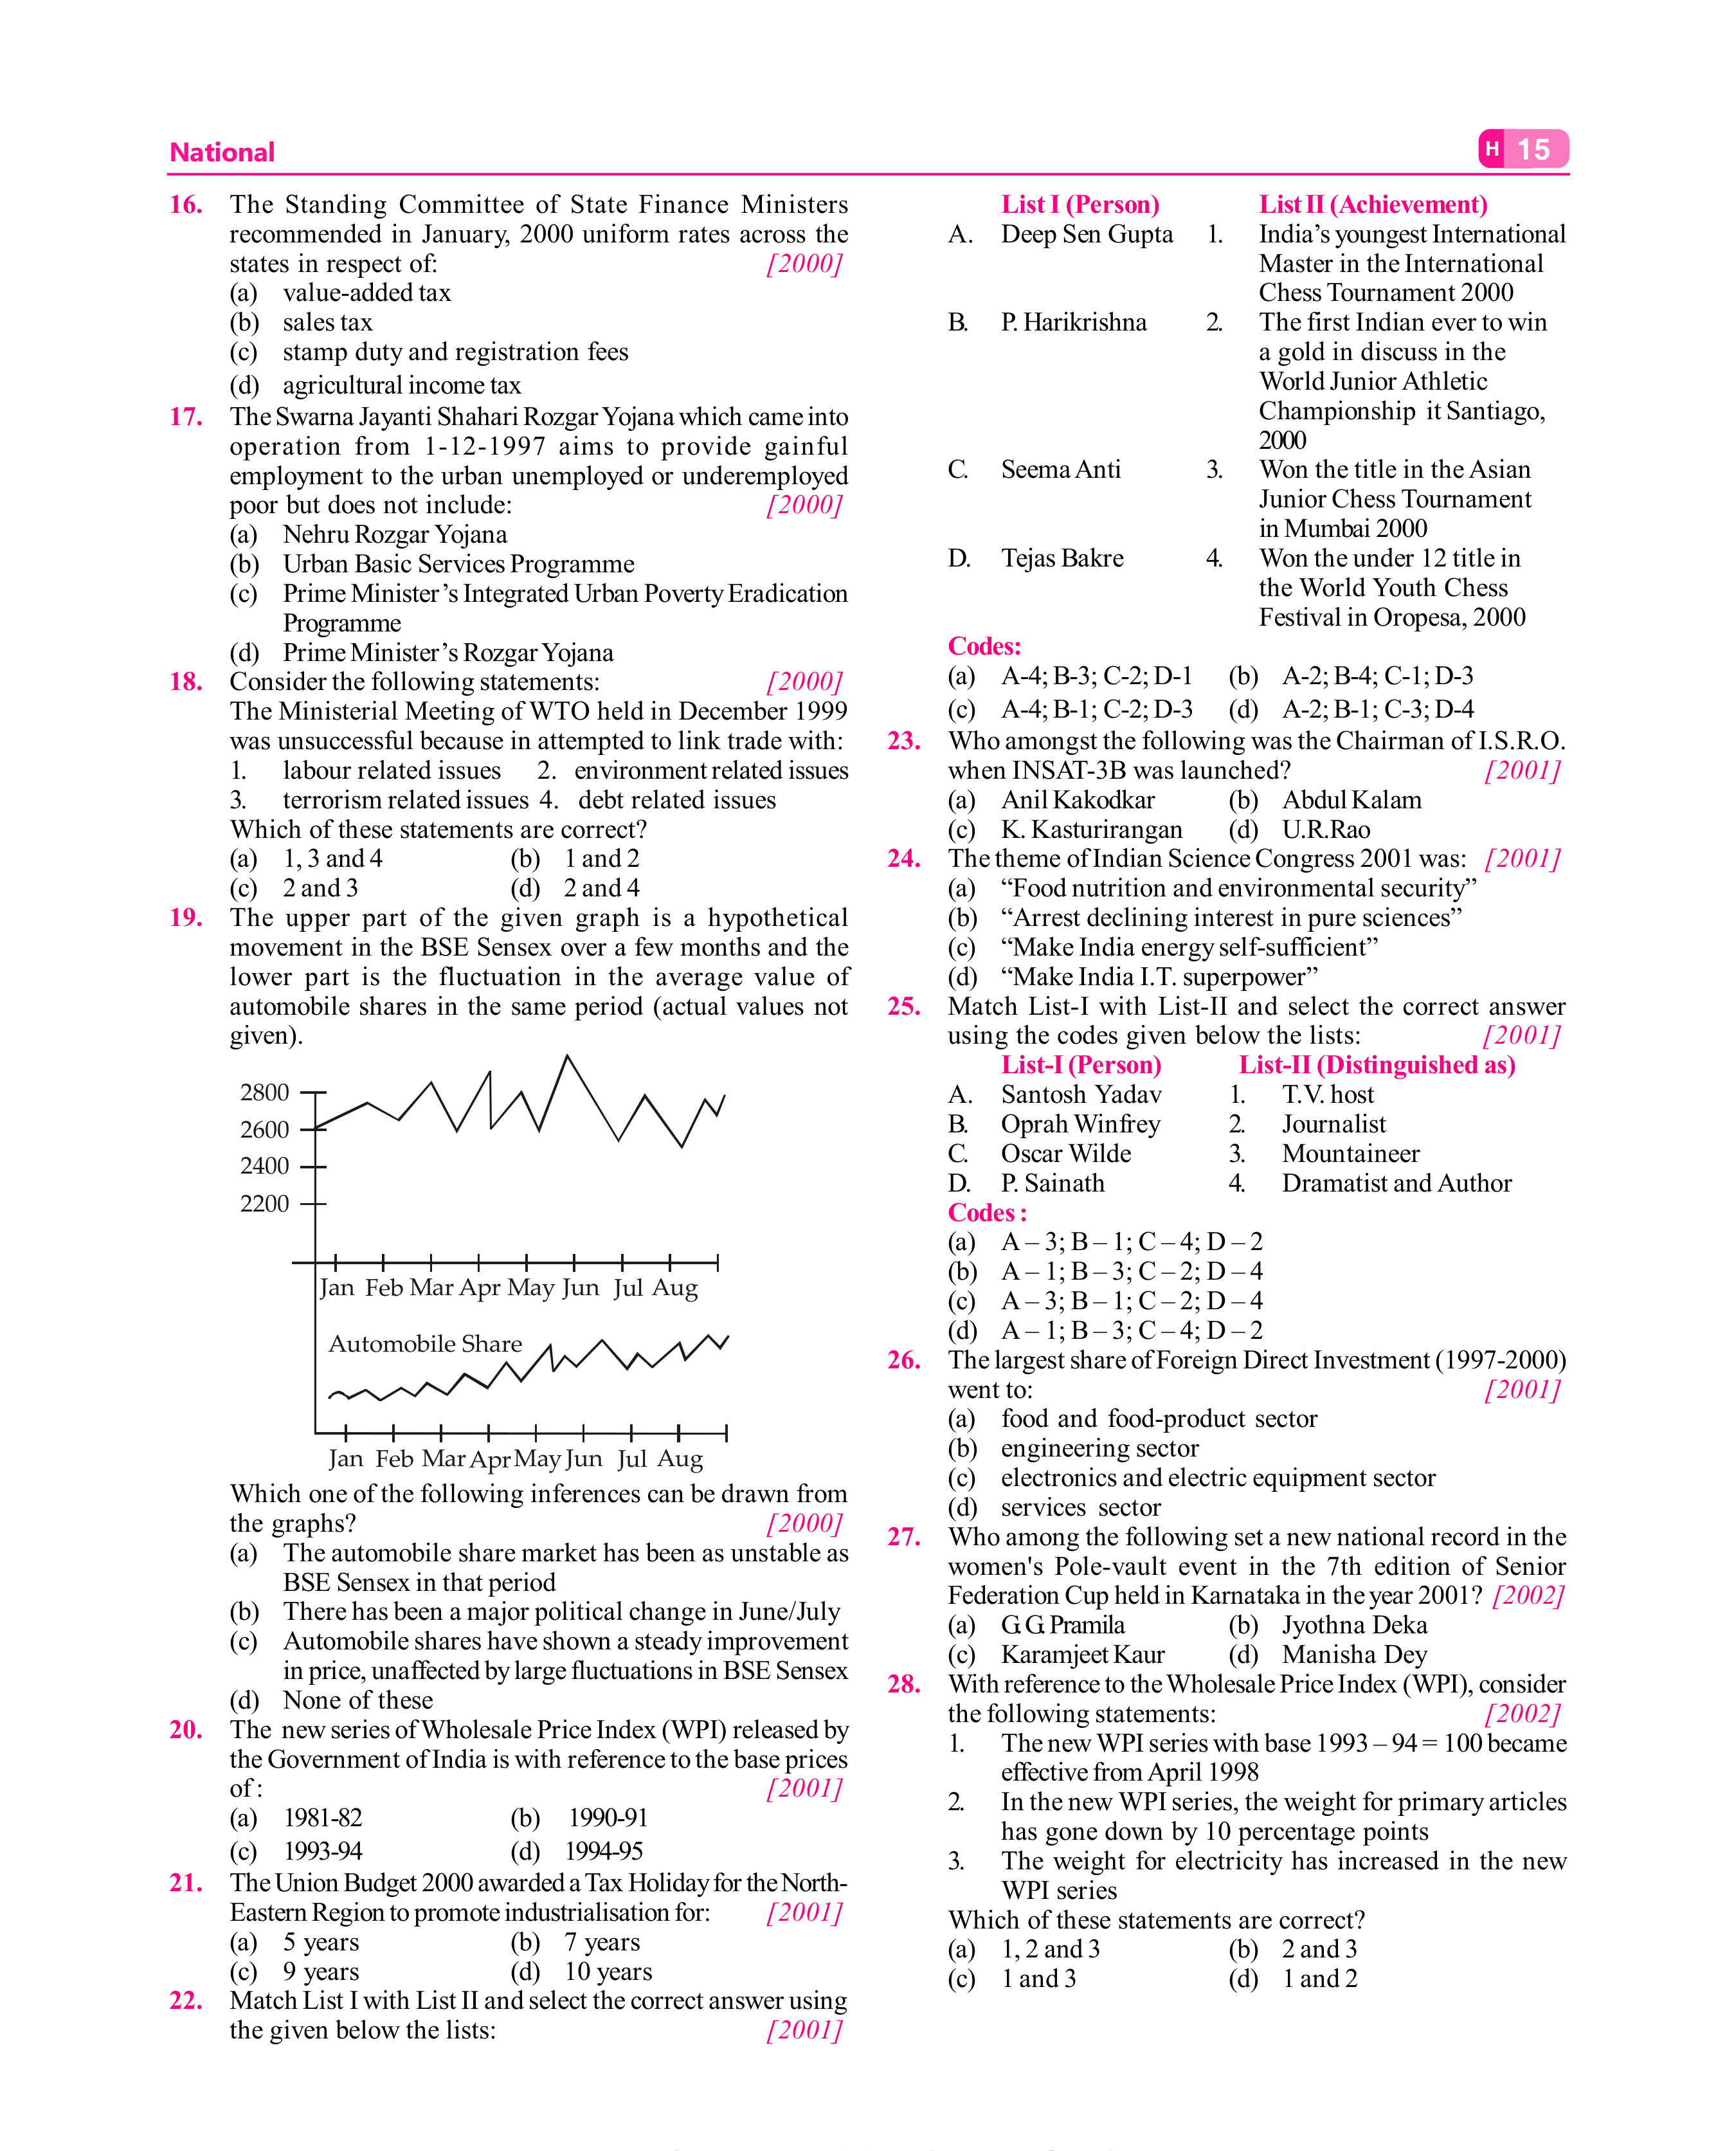 National
H 15
16. The Standing Committee of State Finance Ministers
recommended in January, 2000 uniform rates across the
states in respect of: [2000]
(a) value-added tax
(b) sales tax
(c) stamp duty and registration fees
(d) agricultural income tax
17. The Swarna Jayanti Shahari Rozgar Yojana which came into
operation from 1-12-1997 aims to provide gainful
employment to the urban unemployed or underemployed
poor but does not include: [2000]
(a) Nehru Rozgar Yojana
(b) Urban Basic Services Programme
(c) Prime Minister's Integrated Urban Poverty Eradication
Programme
(d) Prime Minister's Rozgar Yojana
18. Consider the following statements: [2000]
The Ministerial Meeting of WTO held in December 1999
was unsuccessful because in attempted to link trade with:
1. labour related issues 2. environment related issues
3. terrorism related issues 4. debt related issues
Which of these statements are correct?
(a) 1, 3 and 4 (b) 1 and 2
(c) 2 and 3 (d) 2 and 4
19. The upper part of the given graph is a hypothetical
movement in the BSE Sensex over a few months and the
lower part is the fluctuation in the average value of
automobile shares in the same period (actual values not
given).
2800
2600
2400
2200
Jan Feb Mar Apr May Jun Jul Aug
Automobile Share
Jan Feb Mar Apr May Jun Jul Aug
Which one of the following inferences can be drawn from
the graphs? [2000]
(a) The automobile share market has been as unstable as
BSE Sensex in that period
(b) There has been a major political change in June/July
(c) Automobile shares have shown a steady improvement
in price, unaffected by large fluctuations in BSE Sensex
(d) None of these
20. The new series of Wholesale Price Index (WPI) released by
the Government of India is with reference to the base prices
of : [2001]
(a) 1981-82 (b) 1990-91
(c) 1993-94 (d) 1994-95
21. The Union Budget 2000 awarded a Tax Holiday for the North-
Eastern Region to promote industrialisation for: [2001]
(a) 5 years (b) 7 years
(c) 9 years (d) 10 years
22. Match List I with List II and select the correct answer using
the given below the lists: [2001]
List I (Person) List II (Achievement)
A. Deep Sen Gupta 1. India's youngest International
Master in the International
Chess Tournament 2000
B. P. Harikrishna 2. The first Indian ever to win
a gold in discuss in the
World Junior Athletic
Championship it Santiago,
2000
C. Seema Anti 3. Won the title in the Asian
Junior Chess Tournament
in Mumbai 2000
D. Tejas Bakre 4. Won the under 12 title in
the World Youth Chess
Festival in Oropesa, 2000
Codes:
(a) A-4; B-3; C-2; D-1 (b) A-2; B-4; C-1; D-3
(c) A-4; B-1; C-2; D-3 (d) A-2; B-1; C-3; D-4
23. Who amongst the following was the Chairman of I.S.R.O.
when INSAT-3B was launched? [2001]
(a) Anil Kakodkar (b) Abdul Kalam
(c) K. Kasturirangan (d) U.R.Rao
24. The theme of Indian Science Congress 2001 was: [2001]
(a) “Food nutrition and environmental security”
(b) “Arrest declining interest in pure sciences”
(c) “Make India energy self-sufficient”
(d) “Make India I.T. superpower”
25. Match List-I with List-II and select the correct answer
using the codes given below the lists: [2001]
List-I (Person) List-II (Distinguished as)
A. Santosh Yadav 1. T.V. host
B. Oprah Winfrey 2. Journalist
C. Oscar Wilde 3. Mountaineer
D. P. Sainath 4. Dramatist and Author
Codes :
(a) A – 3; B – 1; C – 4; D – 2
(b) A – 1; B – 3; C – 2; D – 4
(c) A – 3; B – 1; C – 2; D – 4
(d) A – 1; B – 3; C – 4; D – 2
26. The largest share of Foreign Direct Investment (1997-2000)
went to: [2001]
(a) food and food-product sector
(b) engineering sector
(c) electronics and electric equipment sector
(d) services sector
27. Who among the following set a new national record in the
women's Pole-vault event in the 7th edition of Senior
Federation Cup held in Karnataka in the year 2001? [2002]
(a) G.G. Pramila (b) Jyothna Deka
(c) Karamjeet Kaur (d) Manisha Dey
28. With reference to the Wholesale Price Index (WPI), consider
the following statements: [2002]
1. The new WPI series with base 1993 – 94 = 100 became
effective from April 1998
2. In the new WPI series, the weight for primary articles
has gone down by 10 percentage points
3. The weight for electricity has increased in the new
WPI series
Which of these statements are correct?
(a) 1, 2 and 3 (b) 2 and 3
(c) 1 and 3 (d) 1 and 2